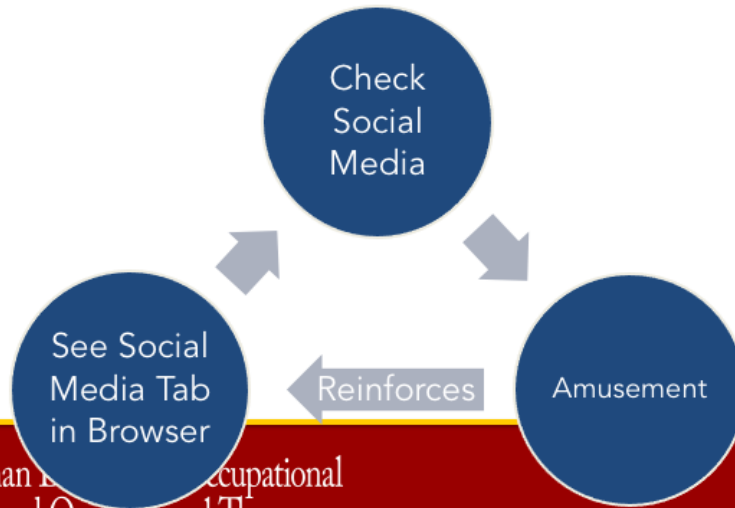 Check
Social
Media
See Social
Media Tab
in Browser
Reinforces
Amusement